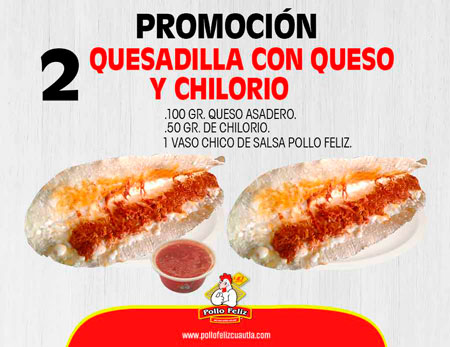 PROMOCIÓN
2 QUESADILLA CON QUESO
Y CHILORIO
.100 GR. QUESO ASADERO.
.50 GR. DE CHILORIO.
1 VASO CHICO DE SALSA POLLO FELIZ.
Pollo Feliz
www.pollofelizcuautla.com